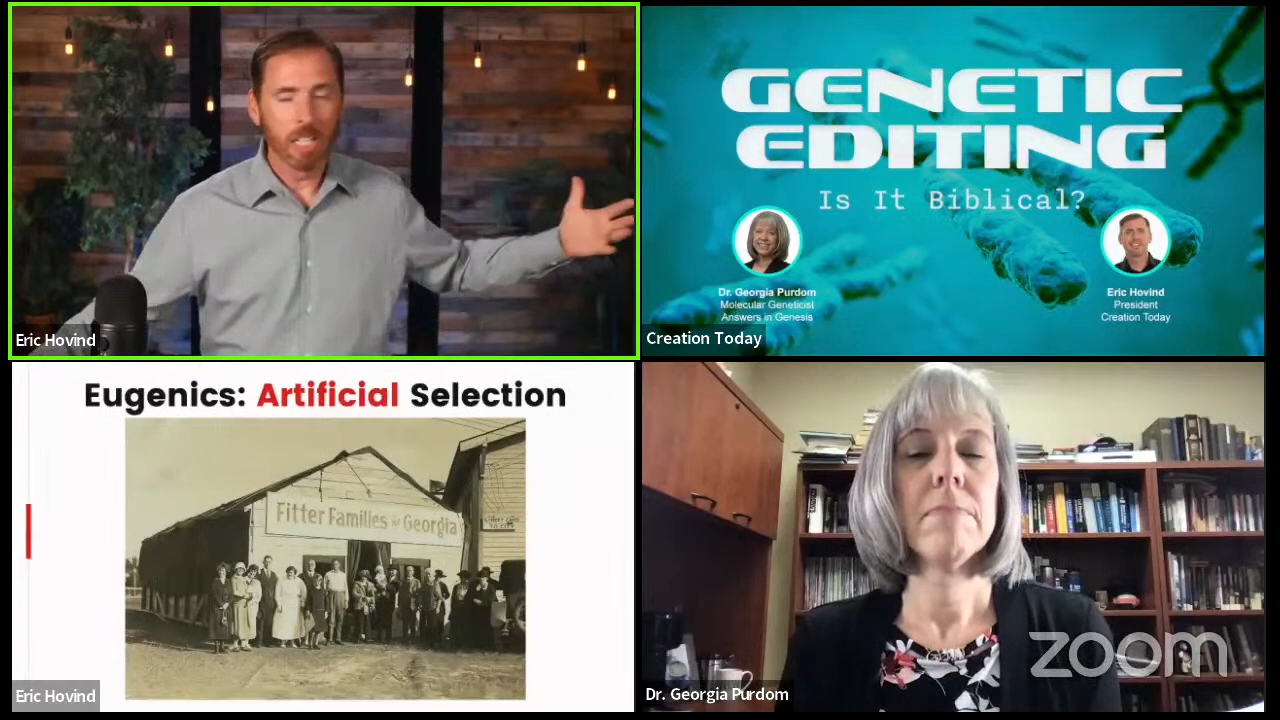 Eric Hovind
GENETIC
EDITING
Is It Biblical?
Dr. Georgia Purdom
Molecular Geneticist
Answers in Genesis
Eric Hovind
President
Creation Today
Creation Today
Eugenics: Artificial Selection
Fitter Families for Georgia
Eric Hovind
zoom
Dr. Georgia Purdom